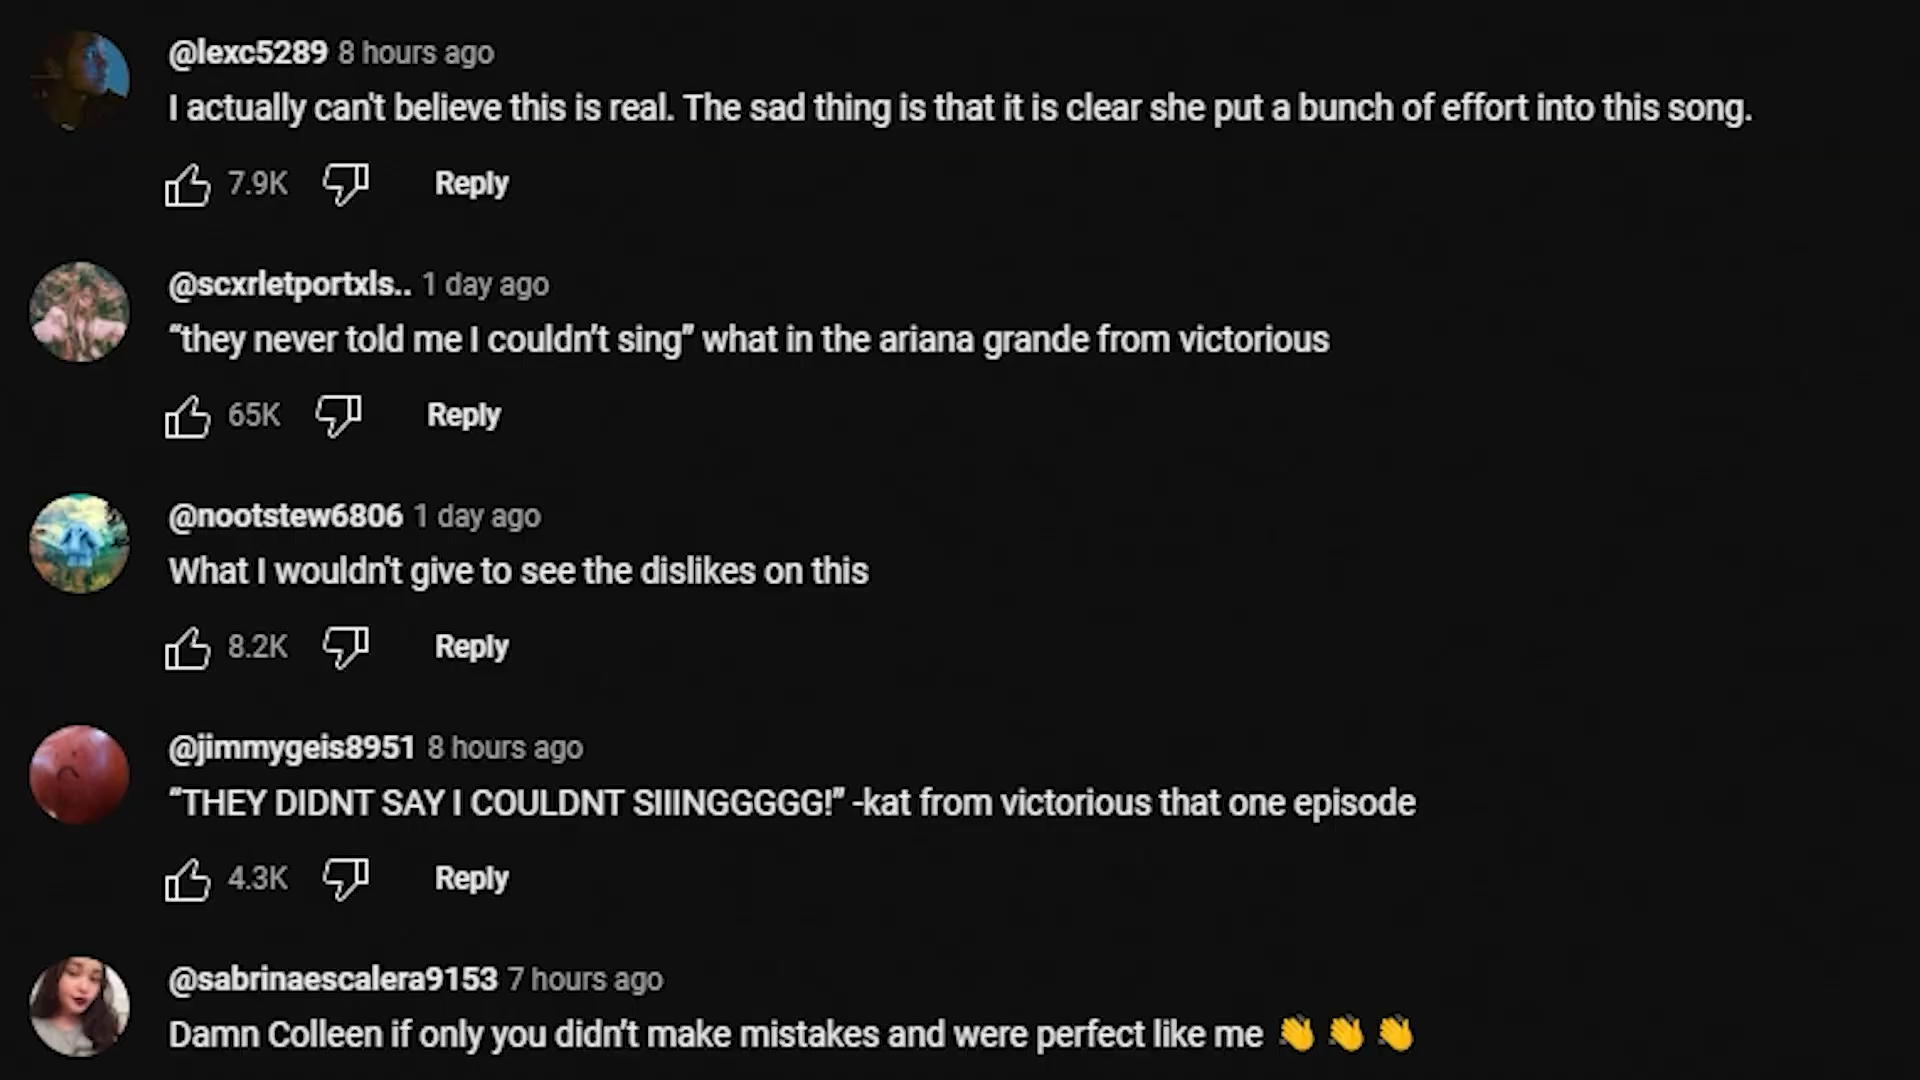 @lexc5289 8 hours ago
I actually can't believe this is real. The sad thing is that it is clear she put a bunch of effort into this song.
7.9K Reply
@scxrletportxls.. 1 day ago
“they never told me I couldn’t sing” what in the ariana grande from victorious
65K Reply
@nootstew6806 1 day ago
What I wouldn't give to see the dislikes on this
8.2K Reply
@jimmygeis8951 8 hours ago
“THEY DIDNT SAY I COULDNT SIIINGGGGG!” -kat from victorious that one episode
4.3K Reply
@sabrinaescalera9153 7 hours ago
Damn Colleen if only you didn’t make mistakes and were perfect like me 👋 👋 👋